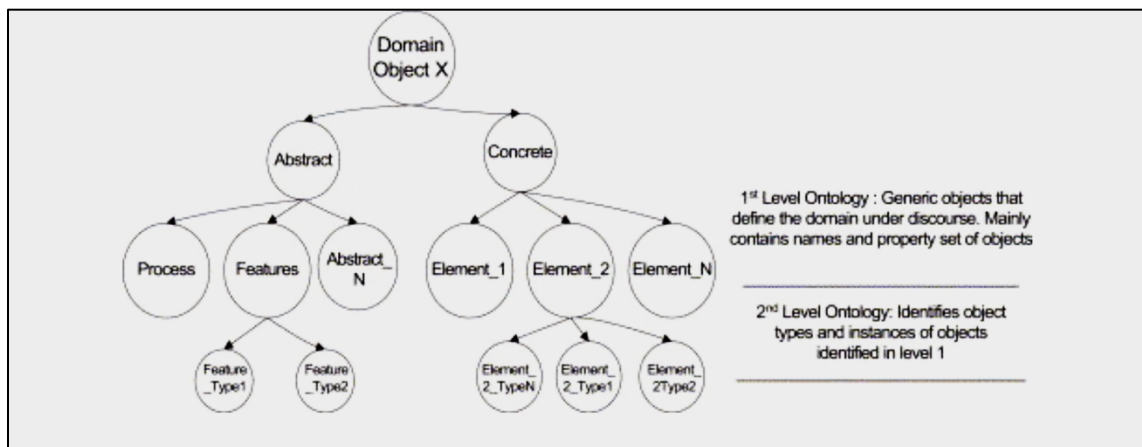 Domain
Object X
Abstract
Concrete
1st Level Ontology : Generic objects that
define the domain under discourse. Mainly
contains names and property set of objects
Process
Features
Abstract_
N
Element_1
Element_2
Element_N
2nd Level Ontology: Identifies object
types and instances of objects
identified in level 1
Feature
_Type1
Feature
_Type2
Element_
2_TypeN
Element_
2_Type1
Element_
2Type2